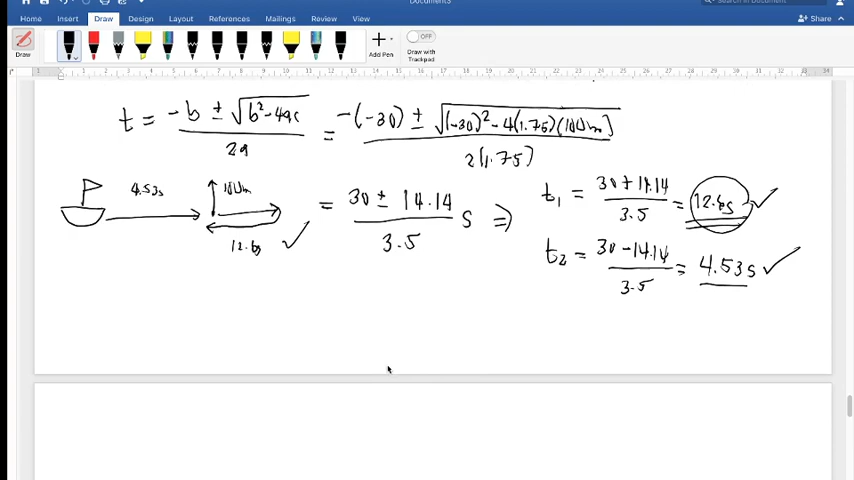 Document3
Search in Document
Home Insert Draw Design Layout References Mailings Review View Share
Draw Add Pen OFF Draw with Trackpad
t = -b ± √b²-4ac / 2a = -(-30) ± √(-30)²-4(1.75)(100m) / 2(1.75)
4.53s 100m 12.6s ✓
= 30 ± 14.14 / 3.5 s ⇒
t₁ = 30+14.14 / 3.5 = 12.6s ✓
t₂ = 30-14.14 / 3.5 = 4.53s ✓